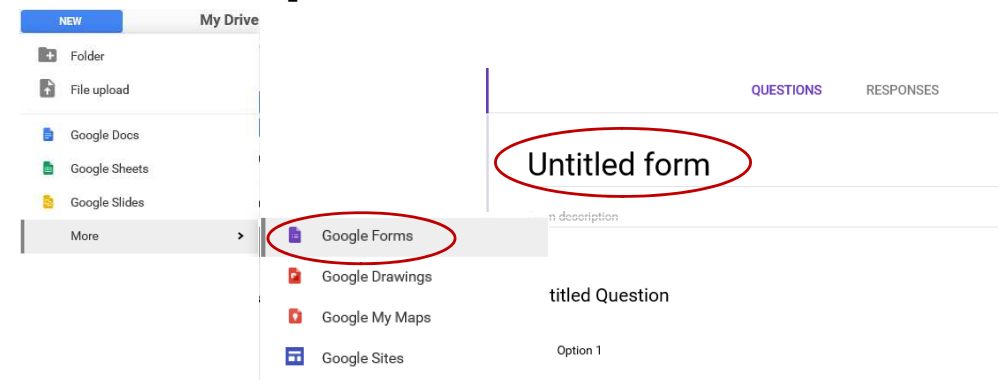 NEW
My Drive
Folder
File upload
Google Docs
Google Sheets
Google Slides
More
Google Forms
Google Drawings
Google My Maps
Google Sites
QUESTIONS RESPONSES
Untitled form
description
titled Question
Option 1